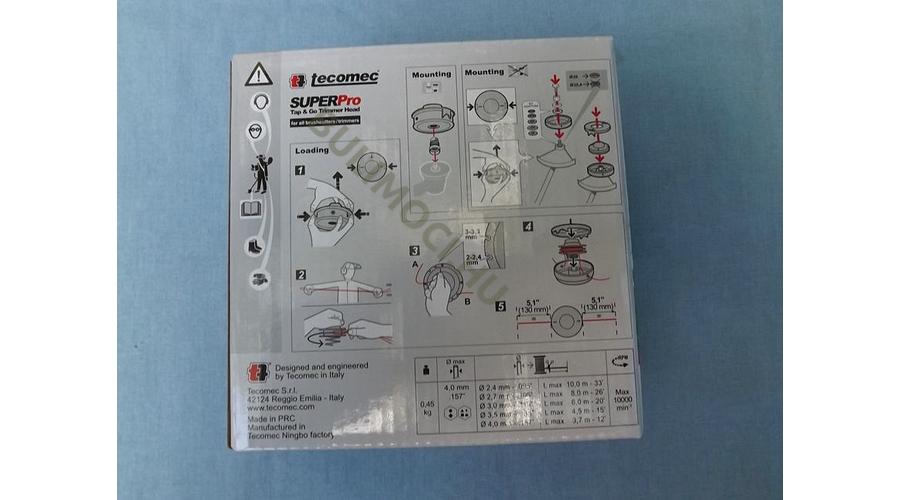 tecomec
SUPERPro
Tap & Go Trimmer Head
for all brushcutters/trimmers
Loading
1
2
Mounting
Mounting
3
3-3,3
mm
2-2,4
mm
A
B
4
5
5,1"
(130 mm)
5,1"
(130 mm)
Designed and engineered
by Tecomec in Italy
Tecomec S.r.l.
42124 Reggio Emilia - Italy
www.tecomec.com
Made in PRC
Manufactured in
Tecomec Ningbo factory
Ø max
RPM
0,45
kg
4,0 mm
.157"
Ø 2,4 mm - .095" L max 10,0 m - 33'
Ø 2,7 mm L max 8,0 m - 26'
Ø 3,0 mm L max 6,0 m - 20'
Ø 3,5 mm L max 4,5 m - 15'
Ø 4,0 m L max 3,7 m - 12'
Max
10000
min⁻¹